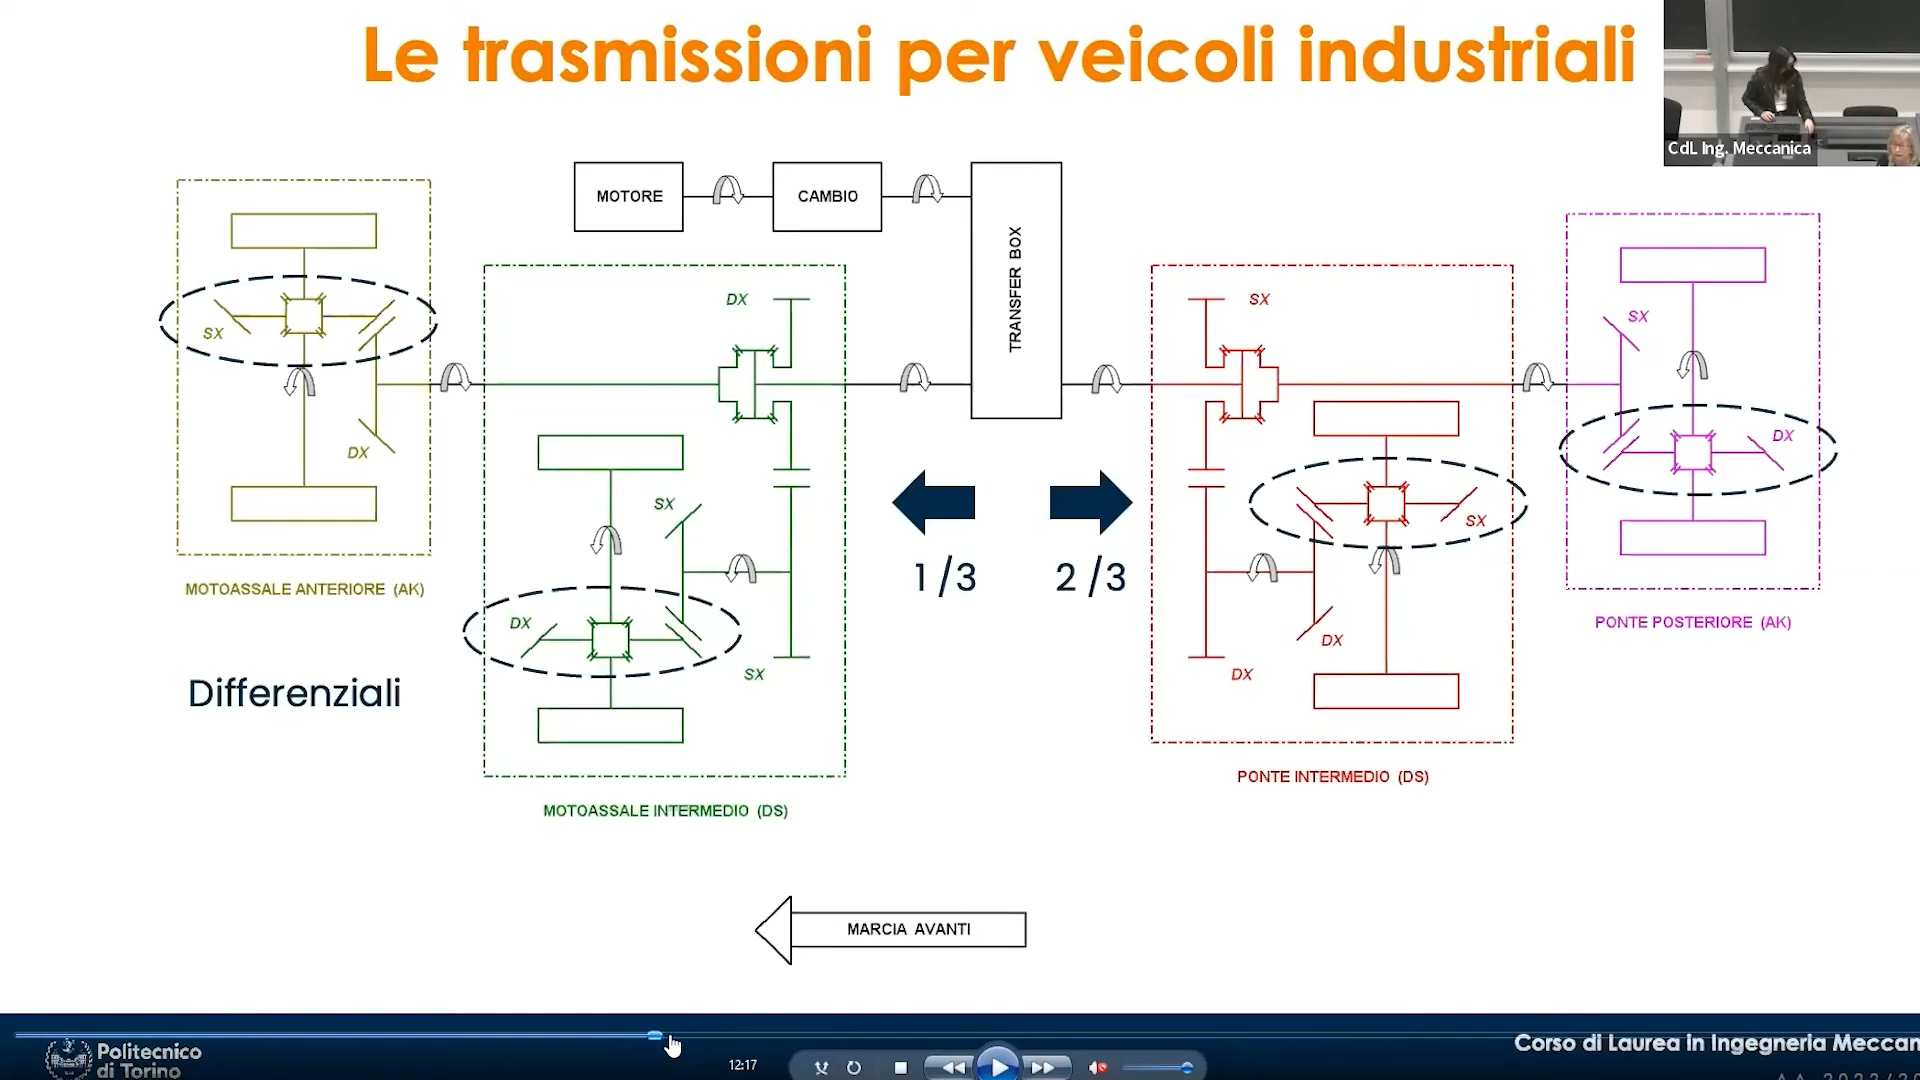 Le trasmissioni per veicoli industriali
CdL Ing. Meccanica
MOTORE
CAMBIO
TRANSFER BOX
SX
DX
MOTOASSALE ANTERIORE (AK)
DX
SX
DX
SX
MOTOASSALE INTERMEDIO (DS)
1/3
2/3
SX
SX
DX
DX
PONTE INTERMEDIO (DS)
SX
DX
PONTE POSTERIORE (AK)
Differenziali
MARCIA AVANTI
Politecnico
di Torino
12:17
Corso di Laurea in Ingegneria Meccan